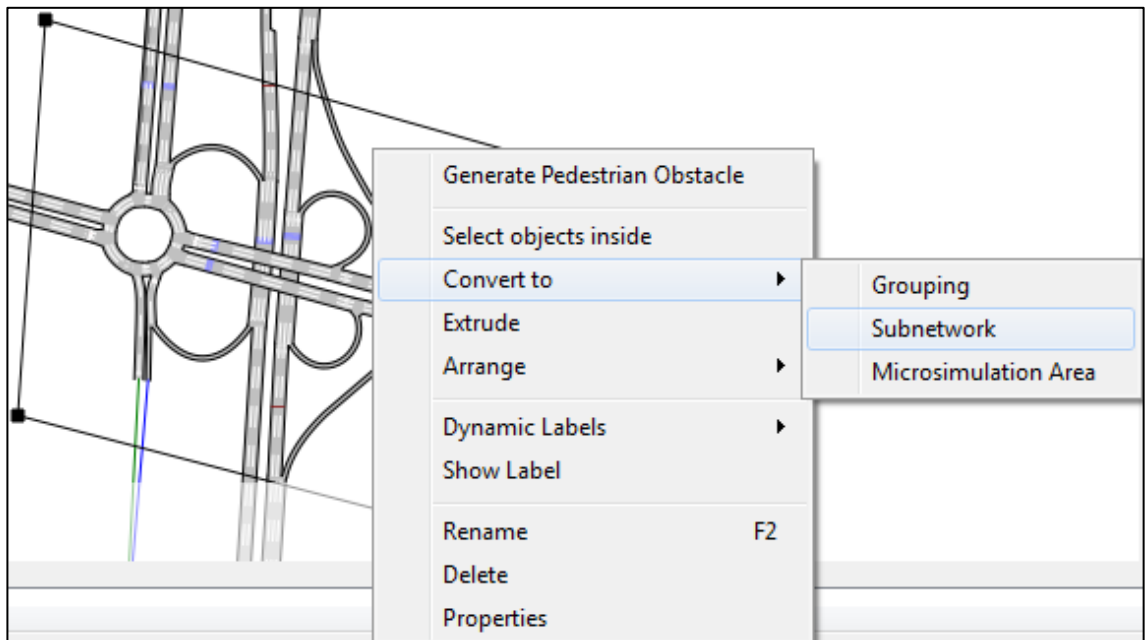 Generate Pedestrian Obstacle
Select objects inside
Convert to
Extrude
Arrange
Dynamic Labels
Show Label
Rename F2
Delete
Properties
Grouping
Subnetwork
Microsimulation Area